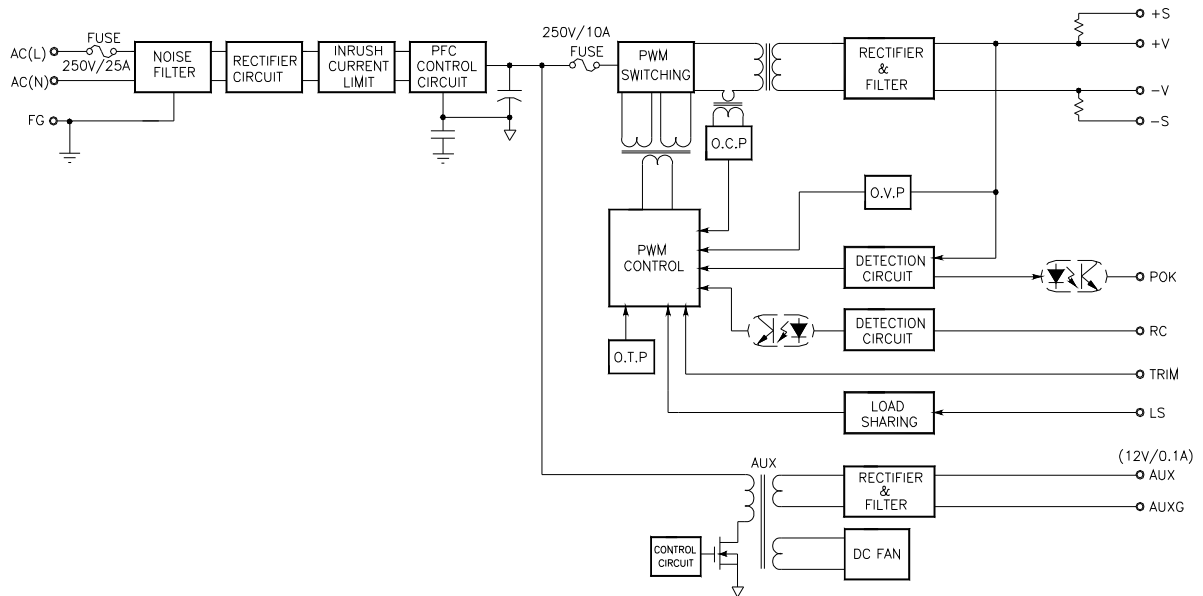 +S
250V/10A
FUSE
FUSE
+V
AC(L)
250V/25A
NOISE
FILTER
RECTIFIER
CIRCUIT
INRUSH
CURRENT
LIMIT
PFC
CONTROL
CIRCUIT
PWM
SWITCHING
RECTIFIER
&
FILTER
AC(N)
-V
FG
-S
O.C.P
O.V.P
PWM
CONTROL
DETECTION
CIRCUIT
POK
DETECTION
CIRCUIT
RC
O.T.P
TRIM
LOAD
SHARING
LS
(12V/0.1A)
AUX
RECTIFIER
&
FILTER
AUX
AUXG
CONTROL
CIRCUIT
DC FAN